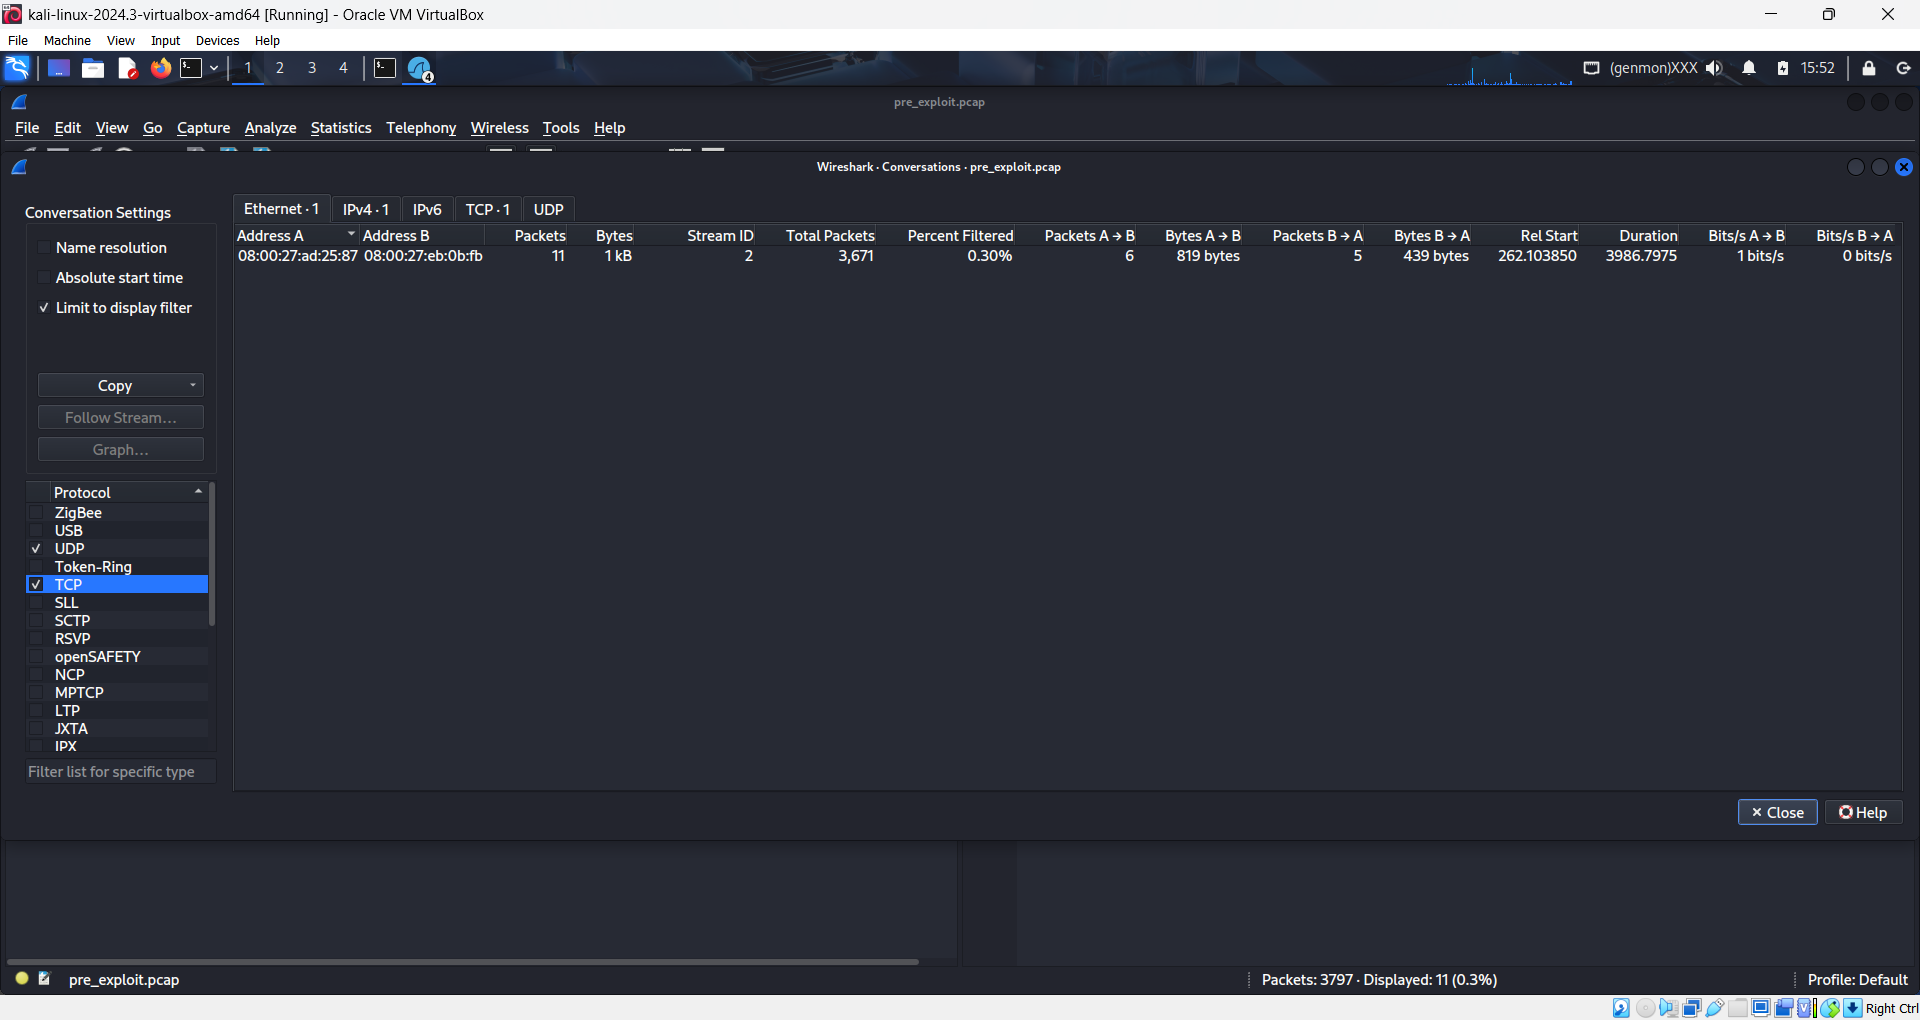 kali-linux-2024.3-virtualbox-amd64 [Running] - Oracle VM VirtualBox
File Machine View Input Devices Help
1 2 3 4 4 (genmon)XXX 15:52
pre_exploit.pcap
File Edit View Go Capture Analyze Statistics Telephony Wireless Tools Help
Wireshark · Conversations · pre_exploit.pcap
Conversation Settings
Name resolution
Absolute start time
Limit to display filter
Copy
Follow Stream...
Graph...
Protocol
ZigBee
USB
UDP
Token-Ring
TCP
SLL
SCTP
RSVP
openSAFETY
NCP
MPTCP
LTP
JXTA
IPX
Filter list for specific type
Ethernet · 1 IPv4 · 1 IPv6 TCP · 1 UDP
Address A Address B Packets Bytes Stream ID Total Packets Percent Filtered Packets A → B Bytes A → B Packets B → A Bytes B → A Rel Start Duration Bits/s A → B Bits/s B → A
08:00:27:ad:25:87 08:00:27:eb:0b:fb 11 1 kB 2 3,671 0.30% 6 819 bytes 5 439 bytes 262.103850 3986.7975 1 bits/s 0 bits/s
Close Help
pre_exploit.pcap Packets: 3797 · Displayed: 11 (0.3%) Profile: Default
Right Ctrl